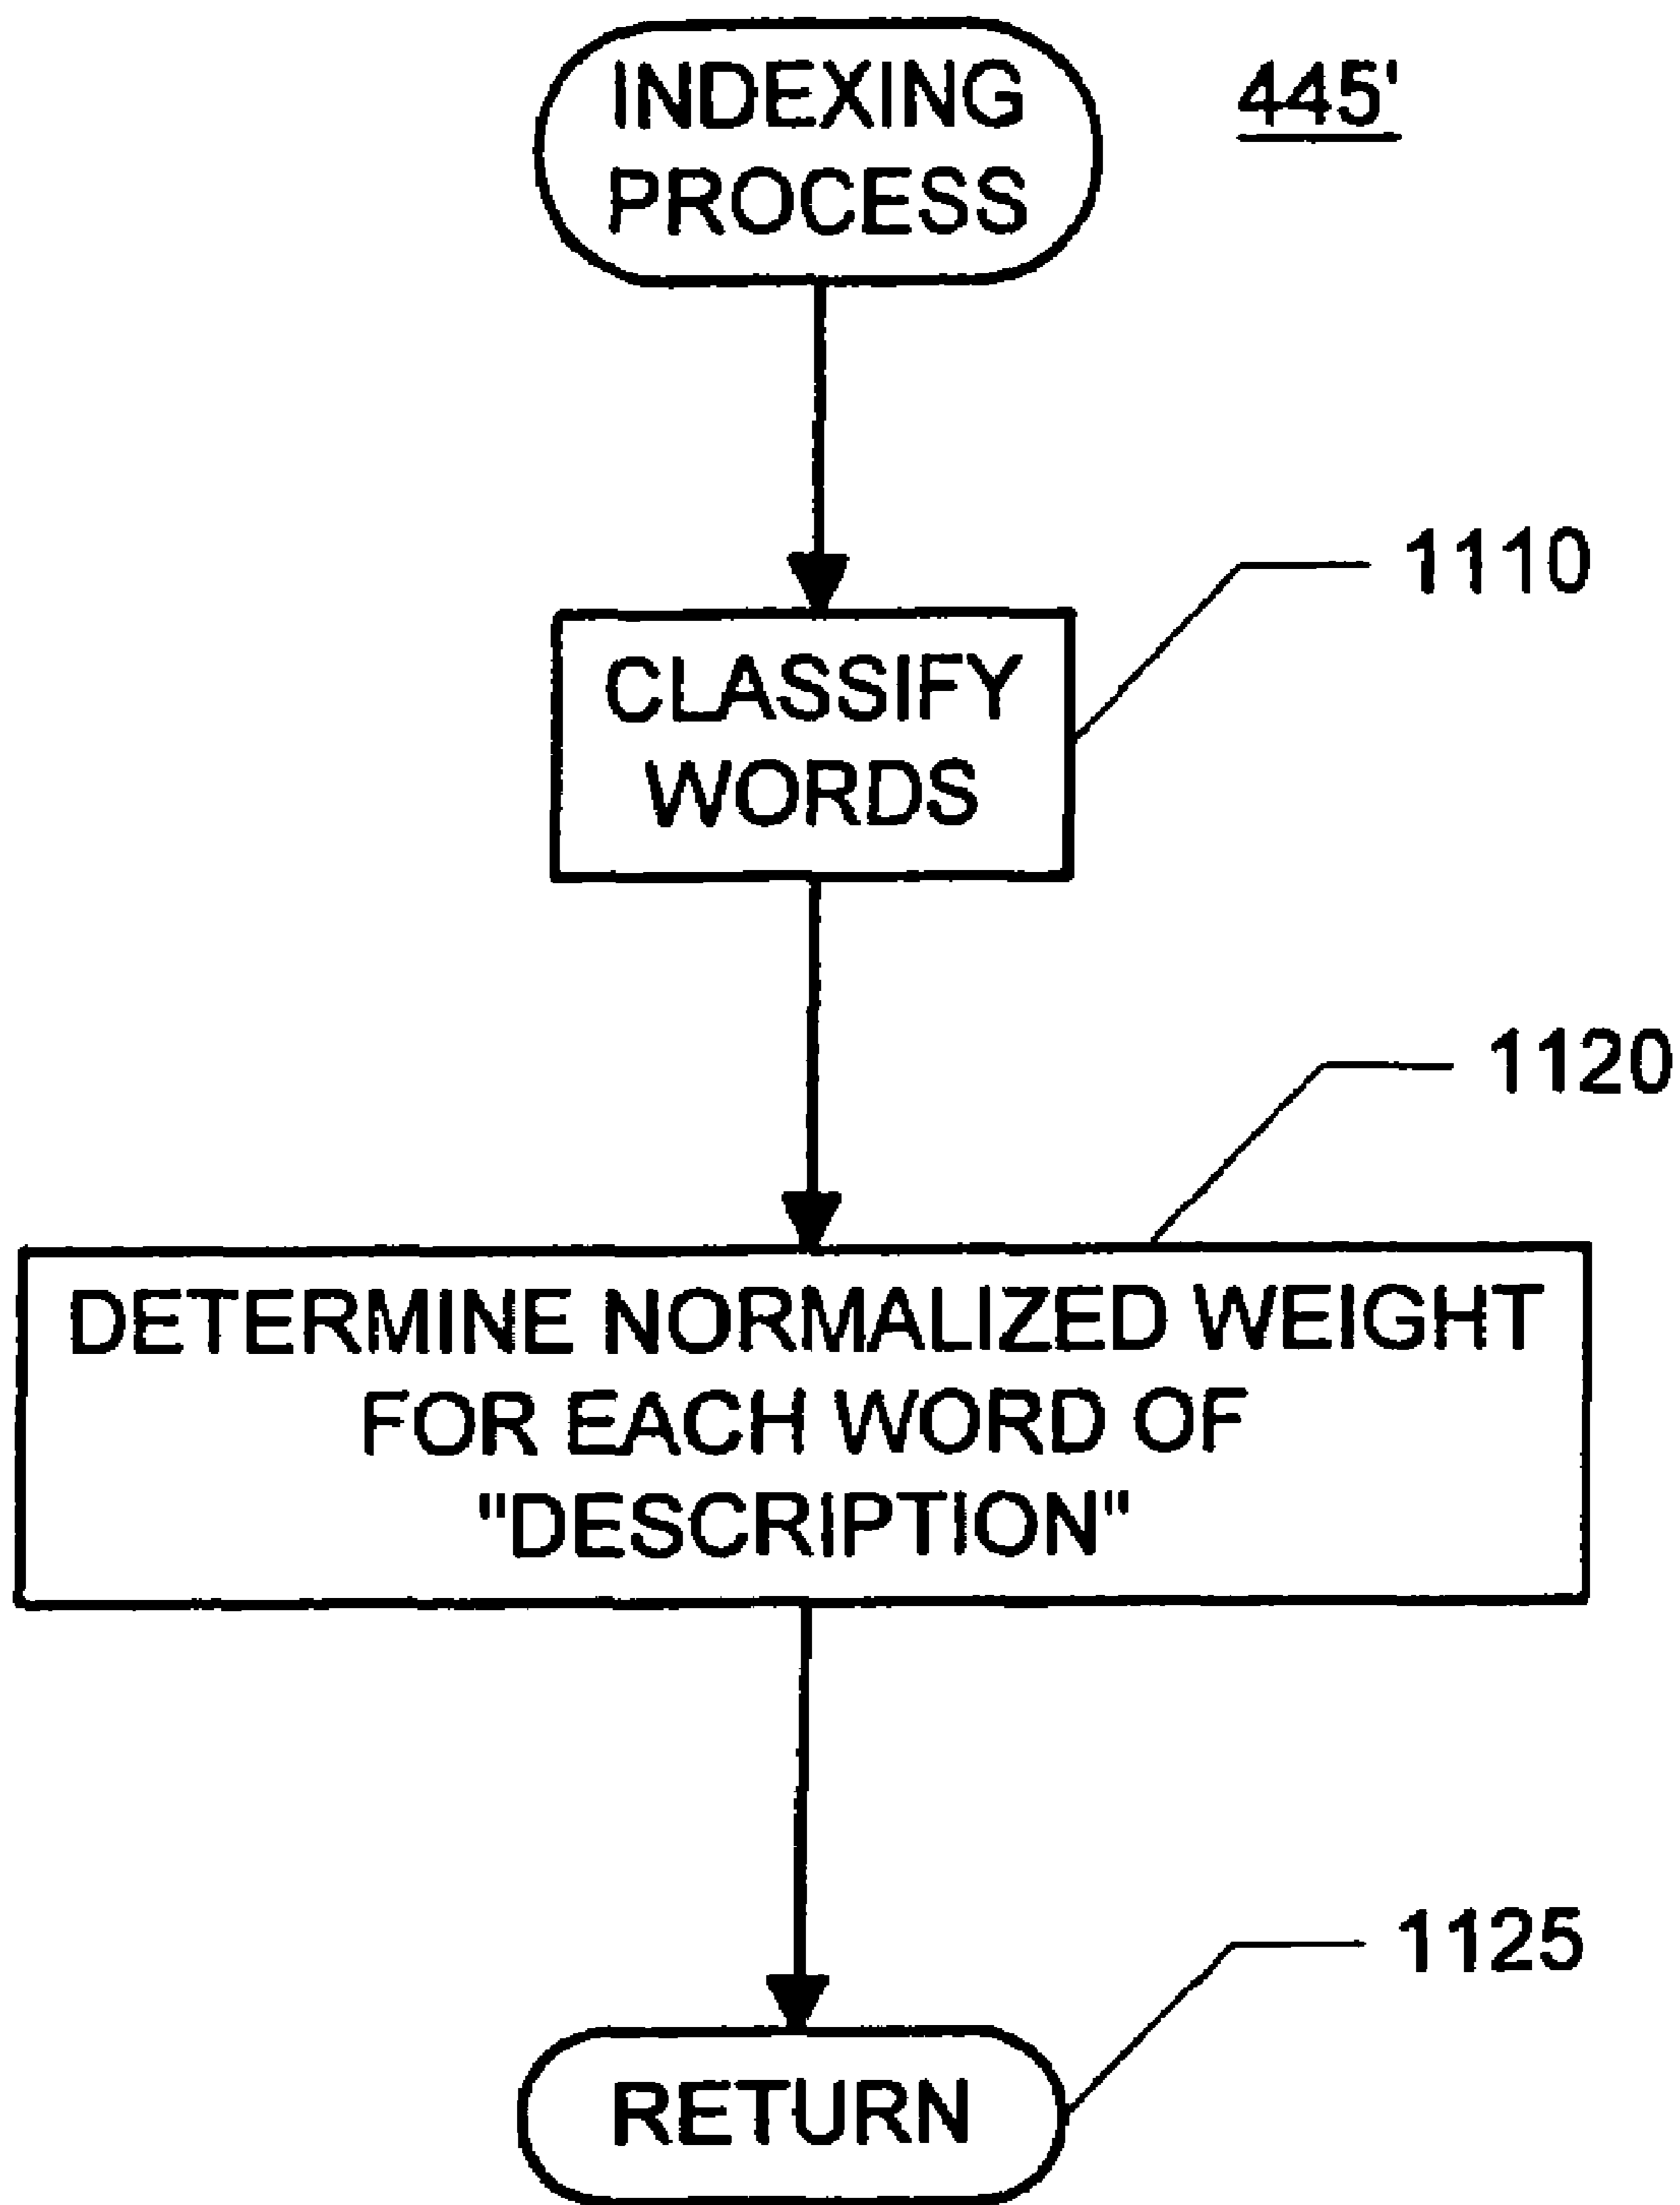 INDEXING
PROCESS
445'
1110
CLASSIFY
WORDS
1120
DETERMINE NORMALIZED WEIGHT
FOR EACH WORD OF
"DESCRIPTION"
1125
RETURN